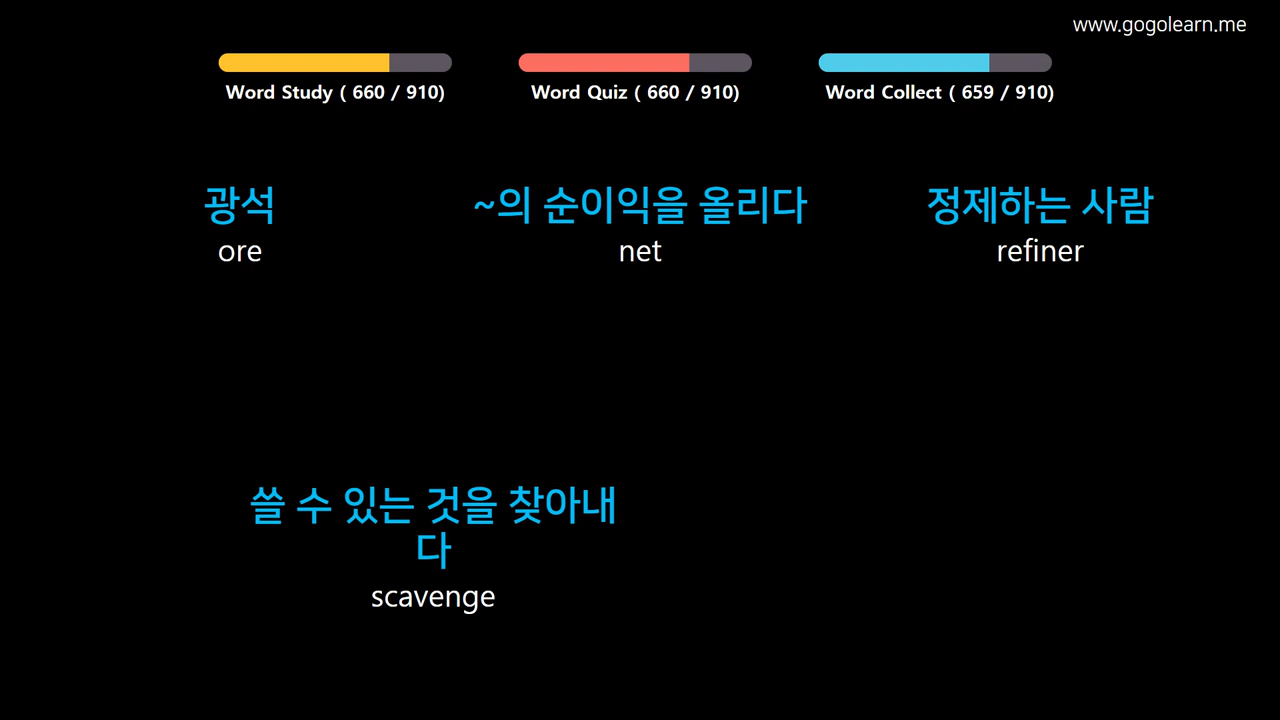 www.gogolearn.me
Word Study ( 660 / 910)
Word Quiz ( 660 / 910)
Word Collect ( 659 / 910)
광석
ore
~의 순이익을 올리다
net
정제하는 사람
refiner
쓸 수 있는 것을 찾아내
다
scavenge